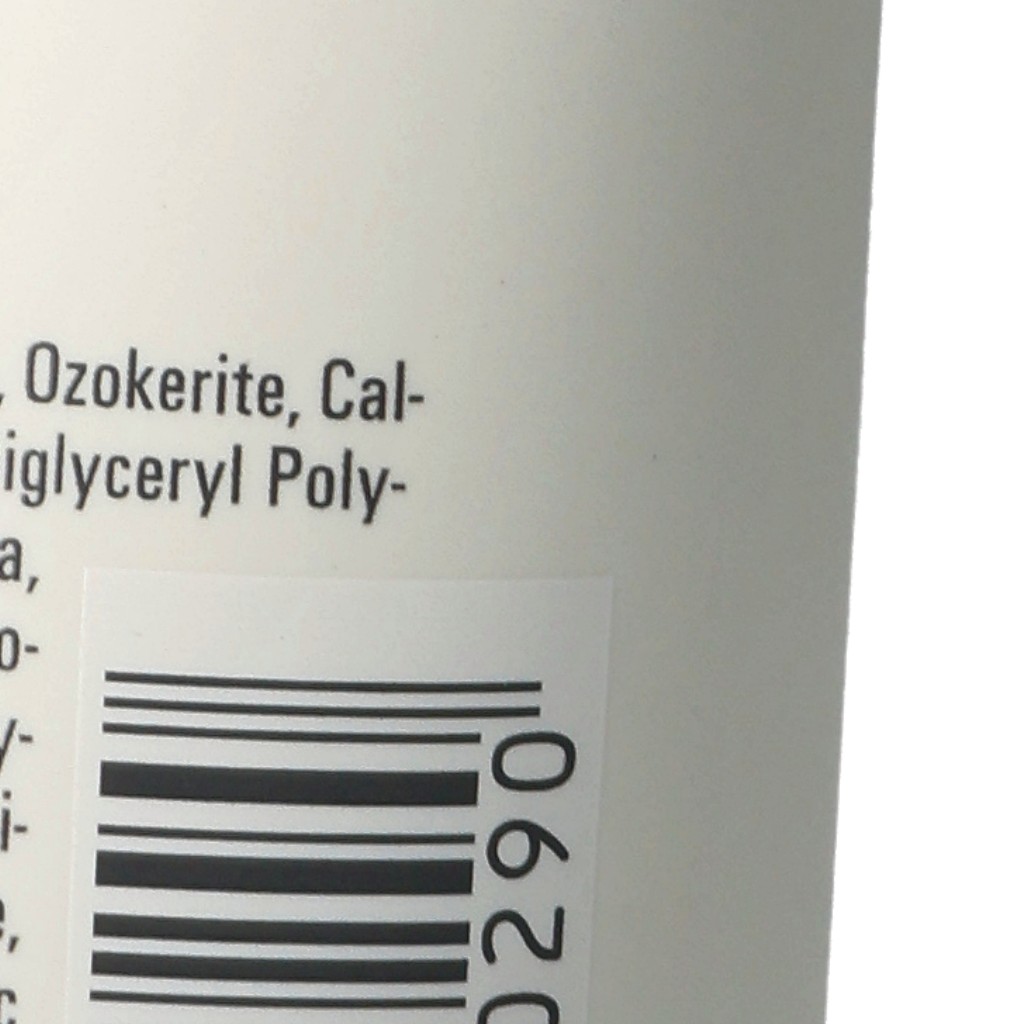 , Ozokerite, Cal-
iglyceryl Poly-
a,
o-
y-
i-
e,
c
0290